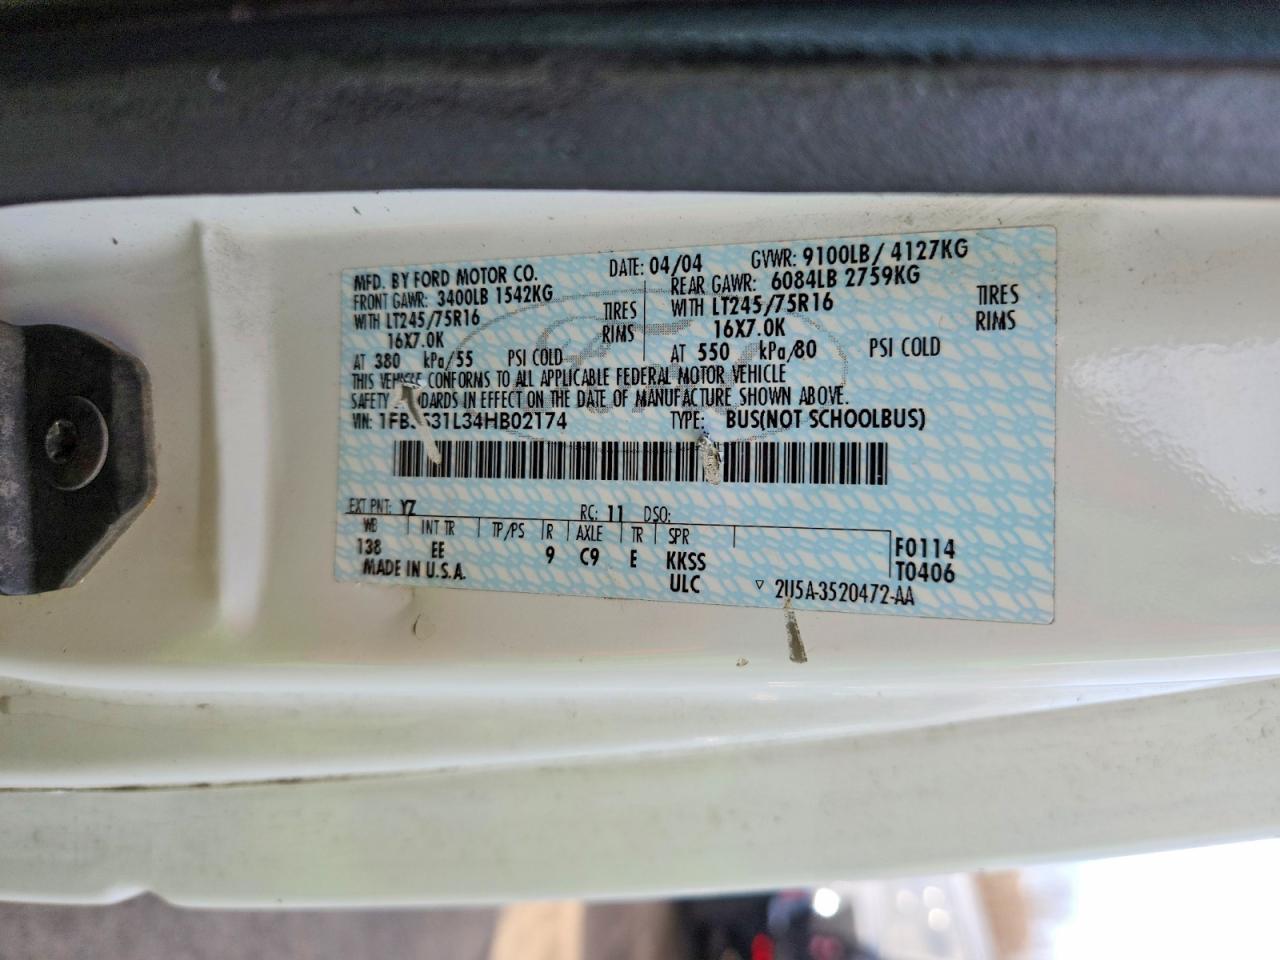 MFD. BY FORD MOTOR CO.
DATE: 04/04
GVWR: 9100LB / 4127KG
FRONT GAWR: 3400LB 1542KG
REAR GAWR: 6084LB 2759KG
WITH LT245/75R16 TIRES
WITH LT245/75R16 TIRES
16X7.0K RIMS
16X7.0K RIMS
AT 380 kPa/55 PSI COLD
AT 550 kPa/80 PSI COLD
THIS VEHICLE CONFORMS TO ALL APPLICABLE FEDERAL MOTOR VEHICLE
SAFETY STANDARDS IN EFFECT ON THE DATE OF MANUFACTURE SHOWN ABOVE.
VIN:
TYPE: BUS(NOT SCHOOLBUS)
EXT PNT: YZ RC: 11 DSO:
WB INT TR TP/PS R AXLE TR SPR
138 EE 9 C9 E KKSS F0114
MADE IN U.S.A. ULC T0406
▽ 2U5A-3520472-AA